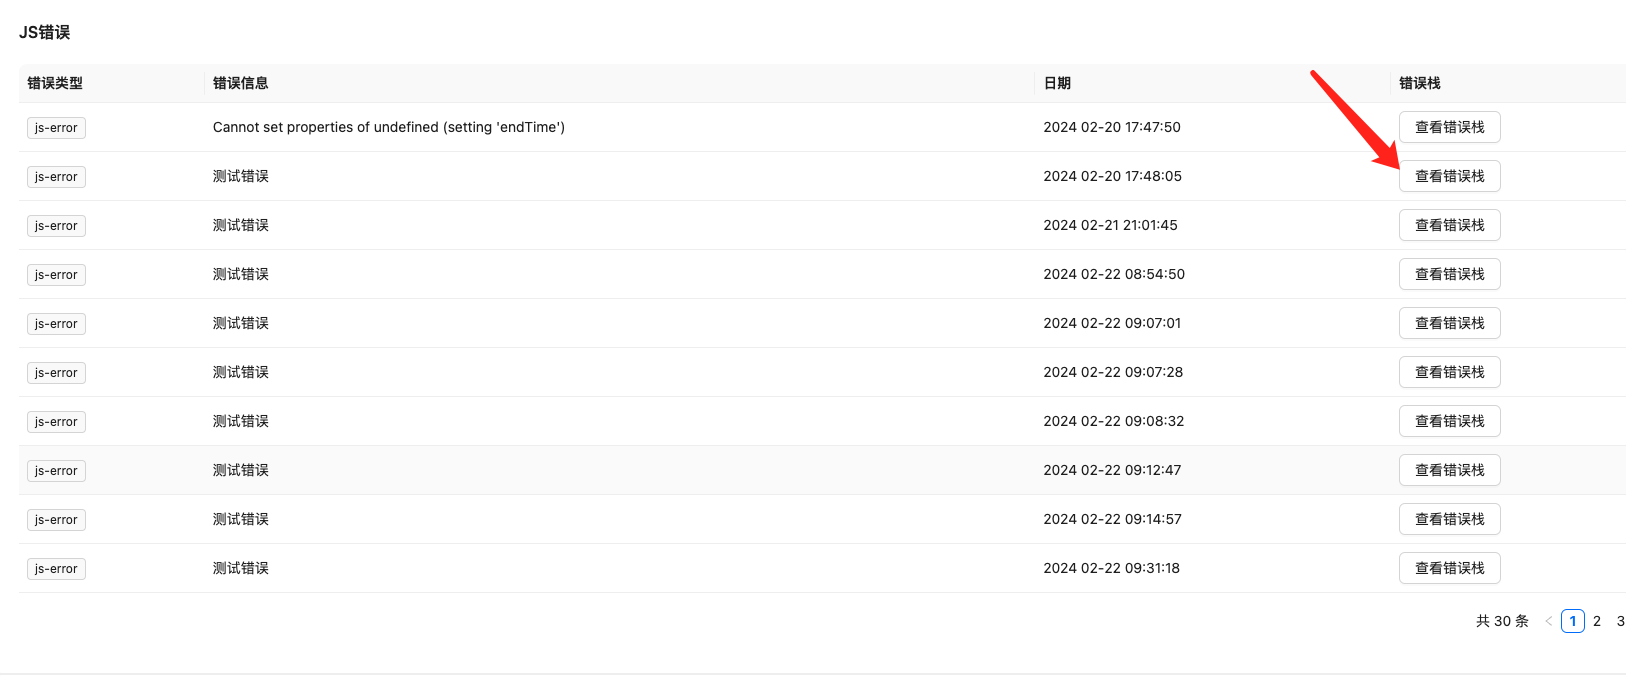 JS错误
错误类型 错误信息 日期 错误栈
js-error Cannot set properties of undefined (setting 'endTime') 2024 02-20 17:47:50 查看错误栈
js-error 测试错误 2024 02-20 17:48:05 查看错误栈
js-error 测试错误 2024 02-21 21:01:45 查看错误栈
js-error 测试错误 2024 02-22 08:54:50 查看错误栈
js-error 测试错误 2024 02-22 09:07:01 查看错误栈
js-error 测试错误 2024 02-22 09:07:28 查看错误栈
js-error 测试错误 2024 02-22 09:08:32 查看错误栈
js-error 测试错误 2024 02-22 09:12:47 查看错误栈
js-error 测试错误 2024 02-22 09:14:57 查看错误栈
js-error 测试错误 2024 02-22 09:31:18 查看错误栈
共 30 条 < 1 2 3